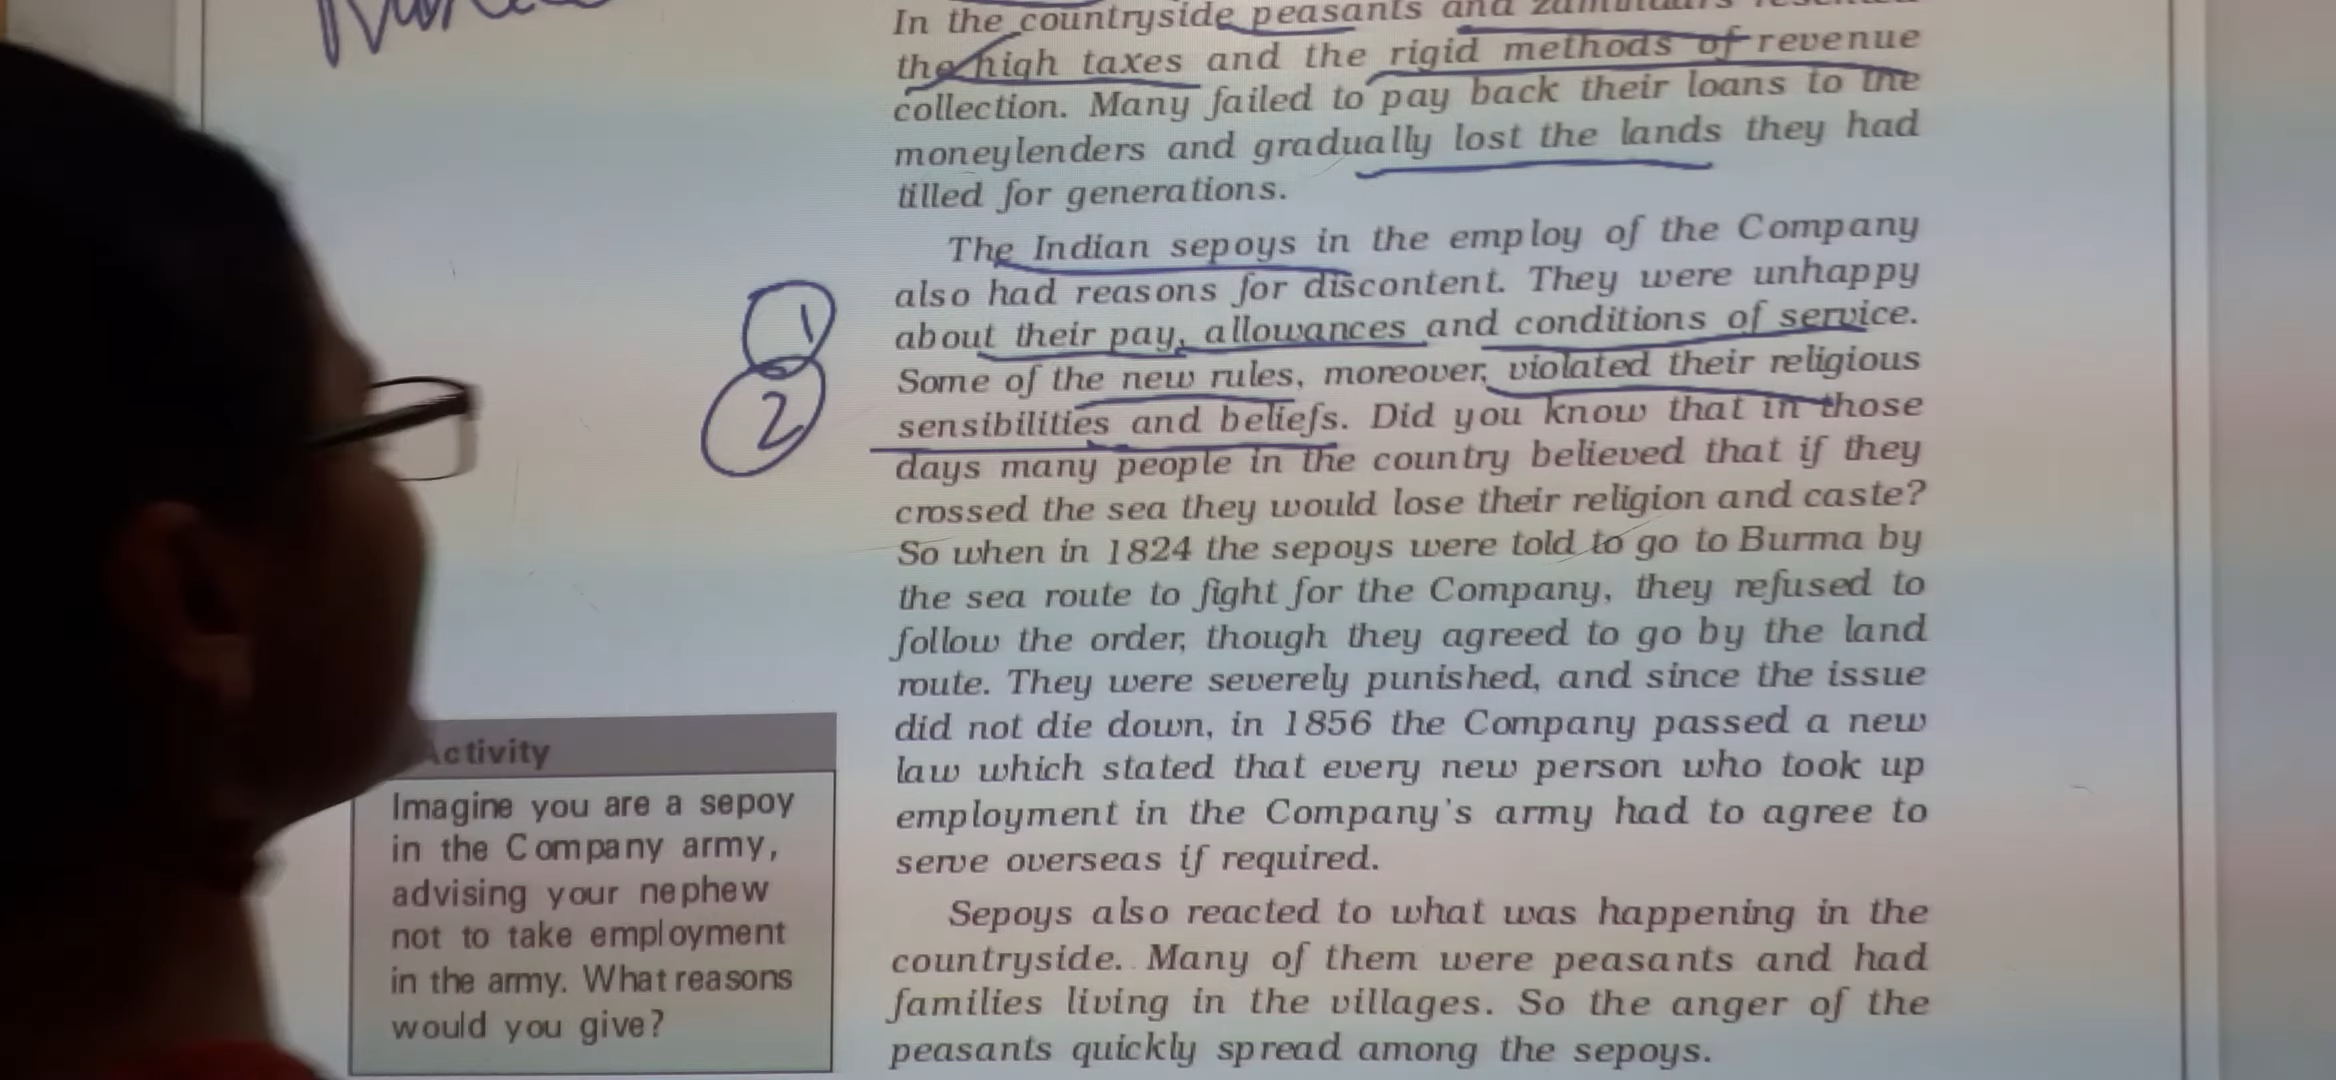 In the countryside peasants and zamindars resented
the high taxes and the rigid methods of revenue
collection. Many failed to pay back their loans to the
moneylenders and gradually lost the lands they had
tilled for generations.
The Indian sepoys in the employ of the Company
also had reasons for discontent. They were unhappy
about their pay, allowances and conditions of service.
Some of the new rules, moreover, violated their religious
sensibilities and beliefs. Did you know that in those
days many people in the country believed that if they
crossed the sea they would lose their religion and caste?
So when in 1824 the sepoys were told to go to Burma by
the sea route to fight for the Company, they refused to
follow the order, though they agreed to go by the land
route. They were severely punished, and since the issue
did not die down, in 1856 the Company passed a new
law which stated that every new person who took up
employment in the Company's army had to agree to
serve overseas if required.
Sepoys also reacted to what was happening in the
countryside. Many of them were peasants and had
families living in the villages. So the anger of the
peasants quickly spread among the sepoys.
1
2
Activity
Imagine you are a sepoy
in the Company army,
advising your nephew
not to take employment
in the army. What reasons
would you give?